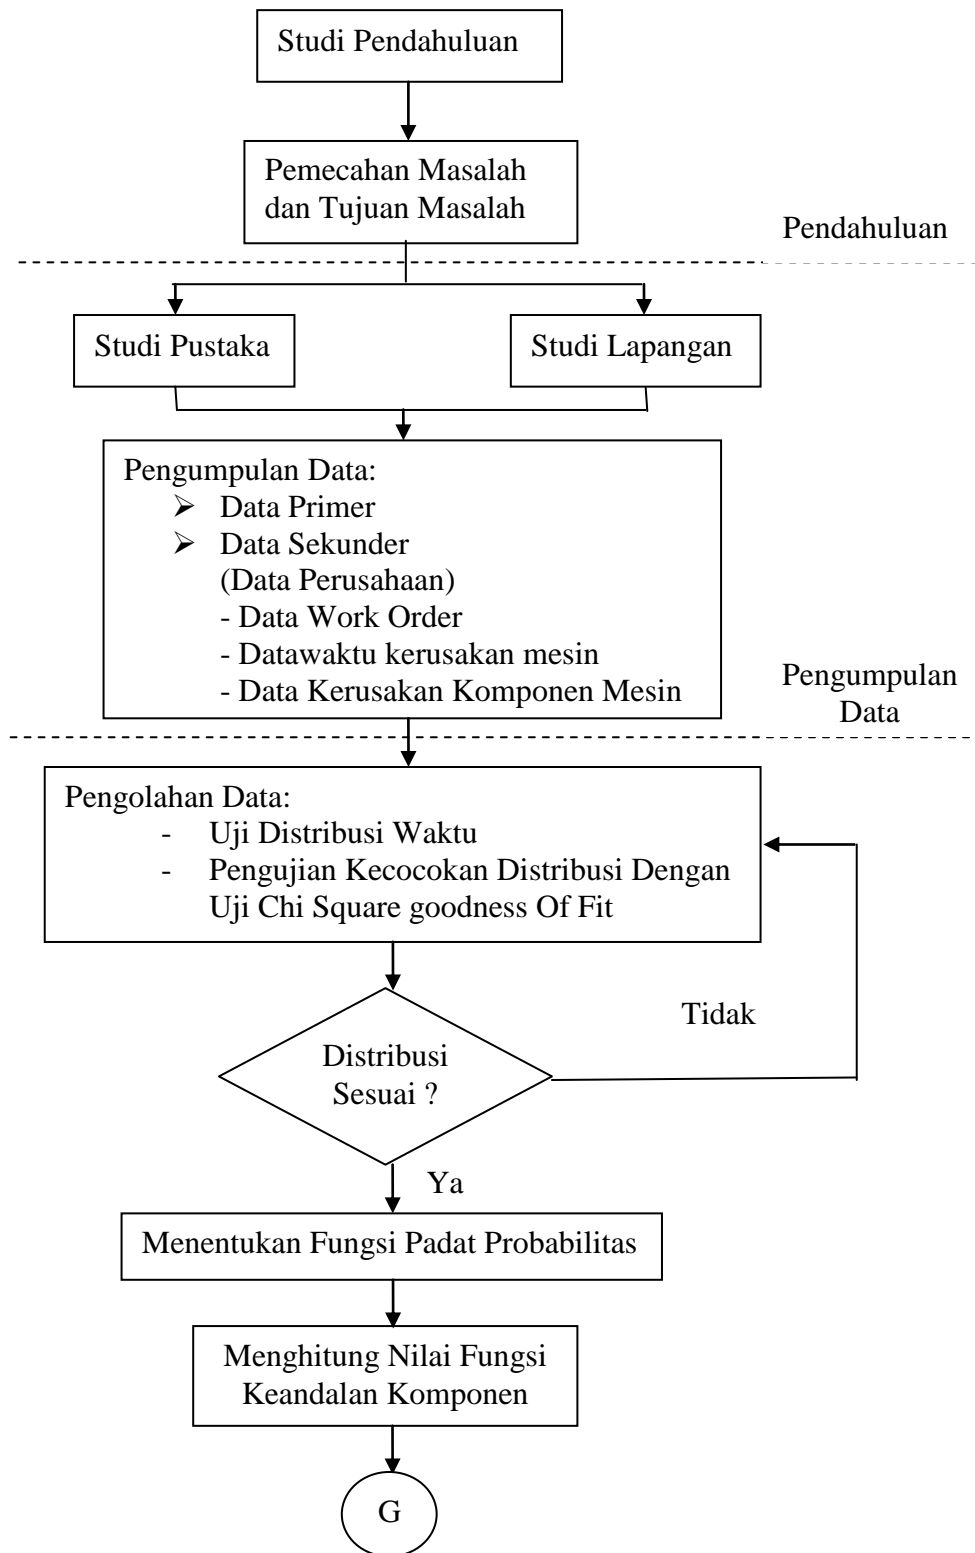 Studi Pendahuluan
Pemecahan Masalah
dan Tujuan Masalah
Pendahuluan
Studi Pustaka
Studi Lapangan
Pengumpulan Data:
➢ Data Primer
➢ Data Sekunder
(Data Perusahaan)
- Data Work Order
- Datawaktu kerusakan mesin
- Data Kerusakan Komponen Mesin
Pengumpulan
Data
Pengolahan Data:
- Uji Distribusi Waktu
- Pengujian Kecocokan Distribusi Dengan
Uji Chi Square goodness Of Fit
Tidak
Distribusi
Sesuai ?
Ya
Menentukan Fungsi Padat Probabilitas
Menghitung Nilai Fungsi
Keandalan Komponen
G